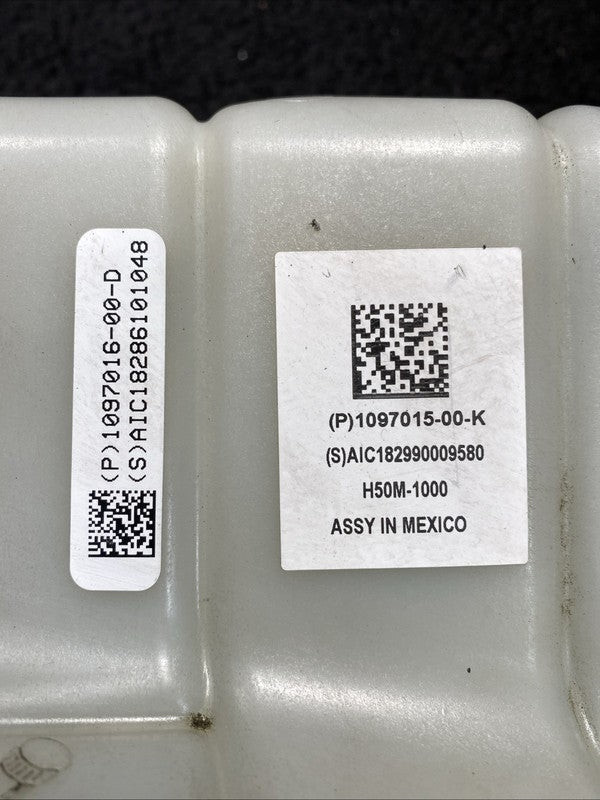 (P)1097016-00-D
(S)AIC18286101048
(P)1097015-00-K
(S)AIC182990009580
H50M-1000
ASSY IN MEXICO